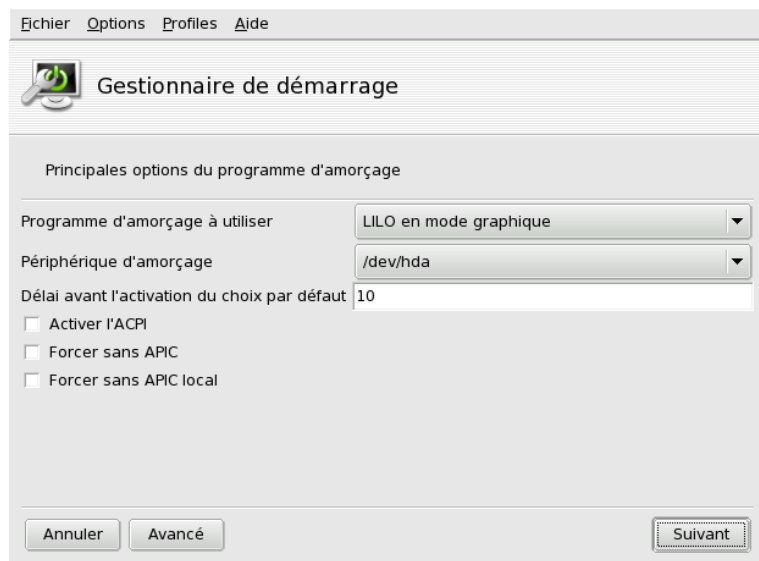 Fichier Options Profiles Aide
Gestionnaire de démarrage
Principales options du programme d'amorçage
Programme d'amorçage à utiliser LILO en mode graphique
Périphérique d'amorçage /dev/hda
Délai avant l'activation du choix par défaut 10
Activer l'ACPI
Forcer sans APIC
Forcer sans APIC local
Annuler Avancé Suivant